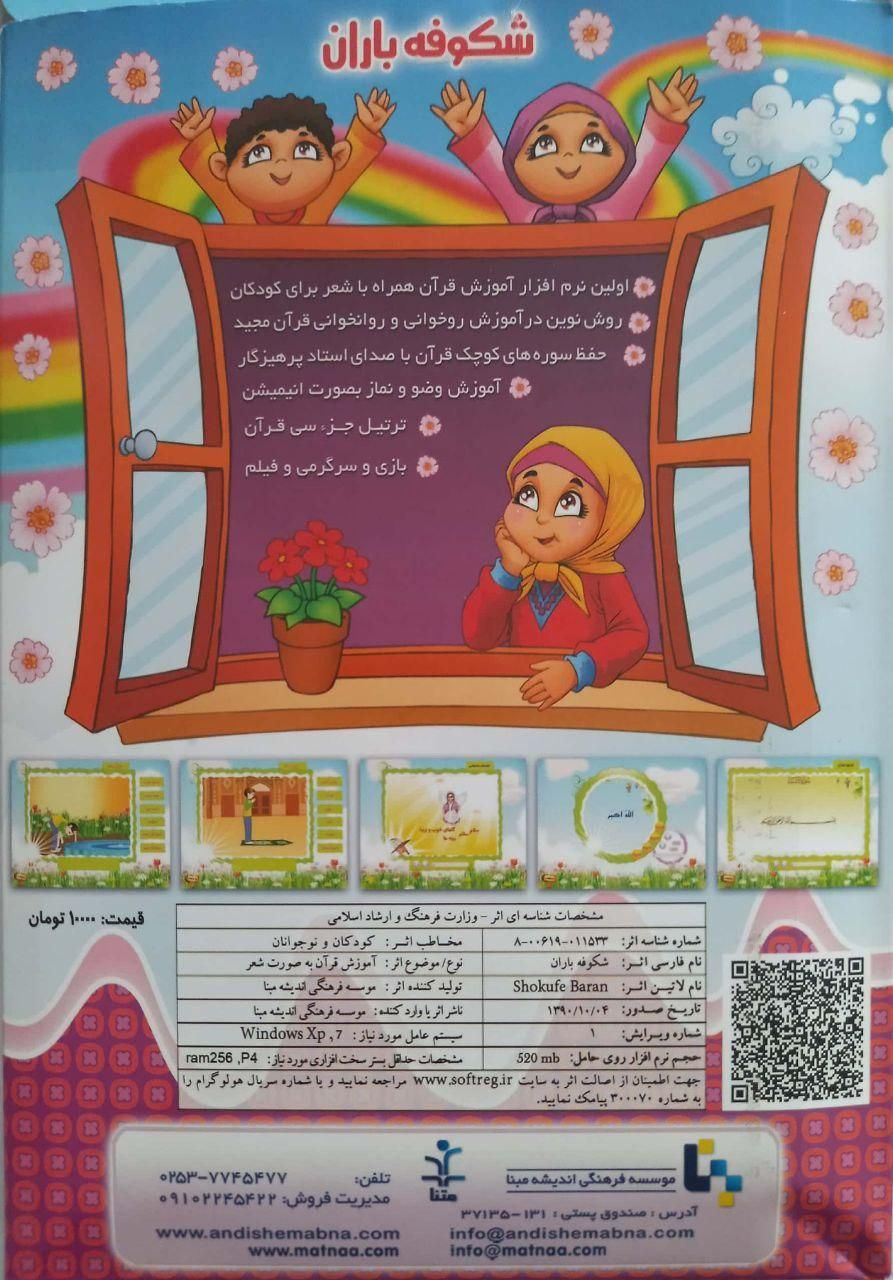 شکوفه باران
اولین نرم افزار آموزش قرآن همراه با شعر برای کودکان
روش نوین درآموزش روخوانی و روانخوانی قرآن مجید
حفظ سوره های کوچک قرآن با صدای استاد پرهیزگار
آموزش وضو و نماز بصورت انیمیشن
ترتیل جزء سی قرآن
بازی و سرگرمی و فیلم
الله اکبر
قیمت: ۱۰۰۰۰ تومان
مشخصات شناسه ای اثر - وزارت فرهنگ و ارشاد اسلامی
شماره شناسه اثر: ۸-۰۰۶۱۹-۰۱۱۵۳۳ مخاطب اثر: کودکان و نوجوانان
نام فارسی اثر: شکوفه باران نوع/موضوع اثر: آموزش قرآن به صورت شعر
نام لاتین اثر: Shokufe Baran تولید کننده اثر: موسسه فرهنگی اندیشه مبنا
تاریخ صدور: ۱۳۹۰/۱۰/۰۴ ناشر اثر یا وارد کننده: موسسه فرهنگی اندیشه مبنا
شماره ویرایش: ۱ سیستم عامل مورد نیاز: Windows Xp , 7
حجم نرم افزار روی حامل: 520 mb مشخصات حداقل بستر سخت افزاری مورد نیاز: ram256 ,P4
جهت اطمینان از اصالت اثر به سایت www.softreg.ir مراجعه نمایید و یا شماره سریال هولوگرام را
به شماره ۳۰۰۰۷۰ پیامک نمایید.
موسسه فرهنگی اندیشه مبنا
متنا
تلفن: ۰۲۵۳-۷۷۴۵۴۷۷
مدیریت فروش: ۰۹۱۰۲۲۴۵۴۲۲
آدرس : صندوق پستی : ۱۳۱-۳۷۱۳۵
www.andishemabna.com info@andishemabna.com
www.matnaa.com info@matnaa.com